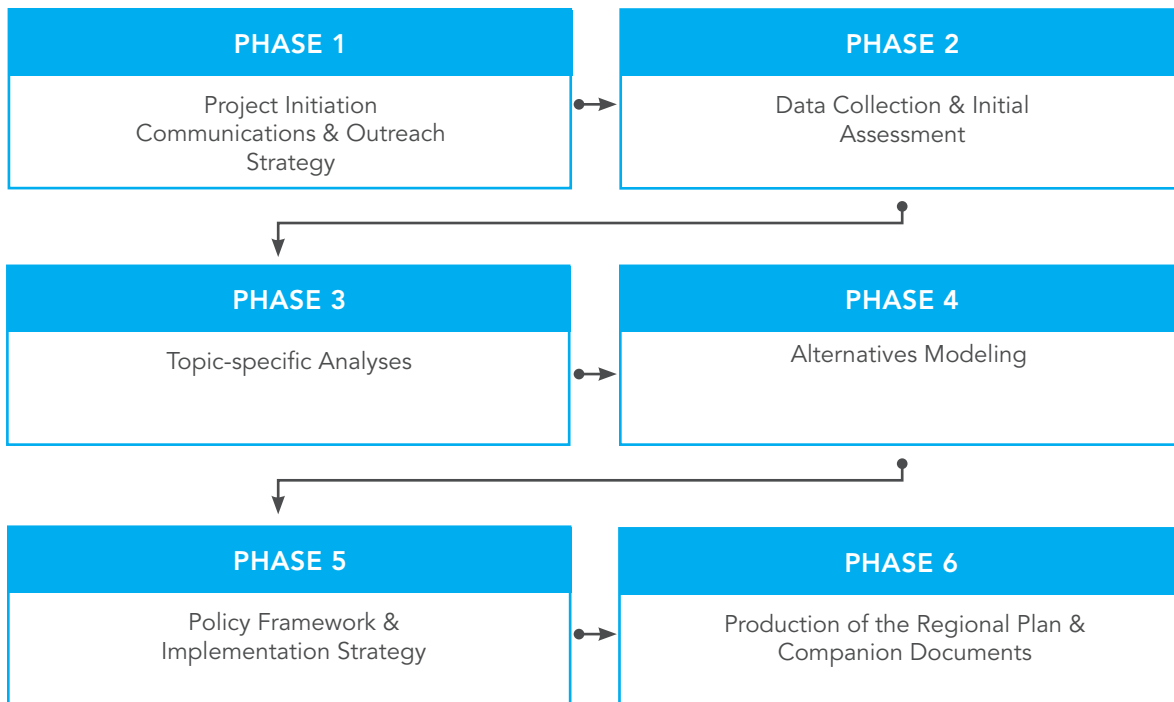 PHASE 1
Project Initiation
Communications & Outreach
Strategy
PHASE 2
Data Collection & Initial
Assessment
PHASE 3
Topic-specific Analyses
PHASE 4
Alternatives Modeling
PHASE 5
Policy Framework &
Implementation Strategy
PHASE 6
Production of the Regional Plan &
Companion Documents